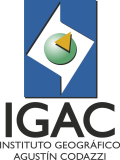 IGAC
INSTITUTO GEOGRÁFICO
AGUSTÍN CODAZZI